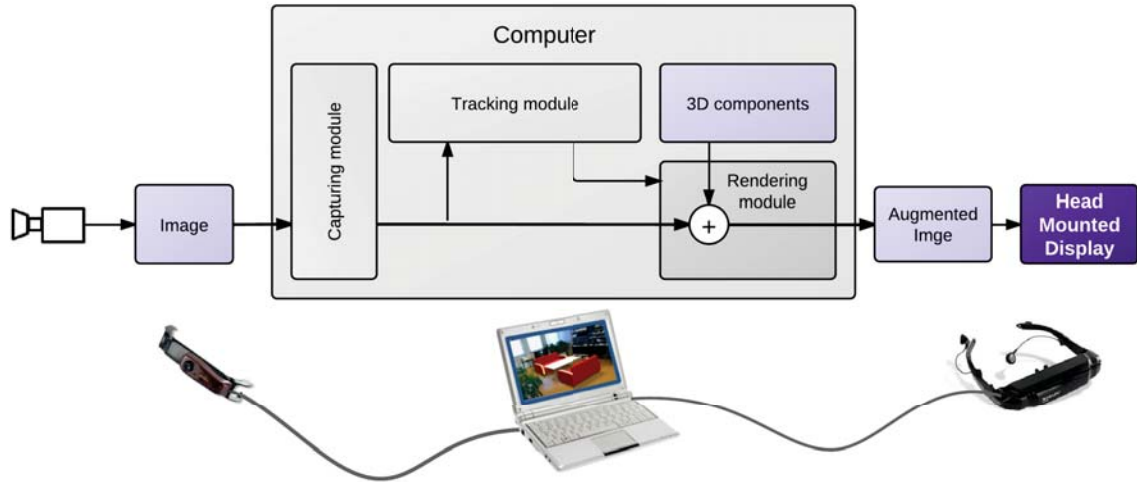 Computer
Capturing module
Tracking module
3D components
Rendering
module
Image
+
Augmented
Imge
Head
Mounted
Display